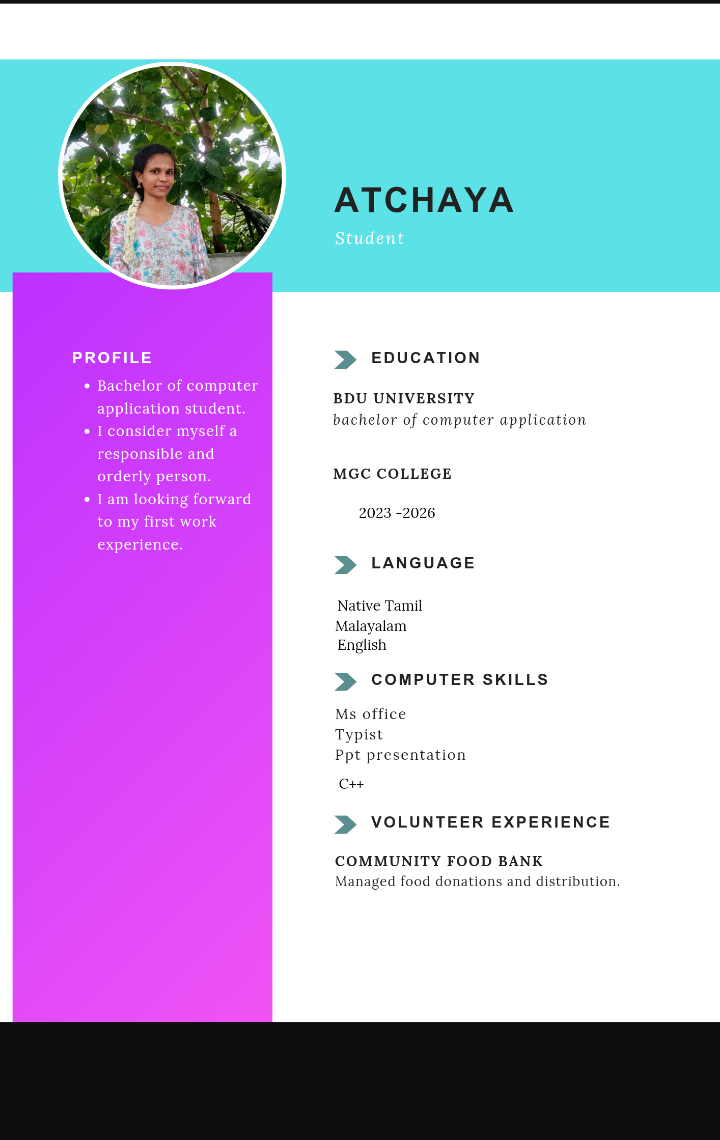 ATCHAYA
Student
PROFILE
• Bachelor of computer
application student.
• I consider myself a
responsible and
orderly person.
• I am looking forward
to my first work
experience.
EDUCATION
BDU UNIVERSITY
bachelor of computer application
MGC COLLEGE
2023 -2026
LANGUAGE
Native Tamil
Malayalam
English
COMPUTER SKILLS
Ms office
Typist
Ppt presentation
C++
VOLUNTEER EXPERIENCE
COMMUNITY FOOD BANK
Managed food donations and distribution.